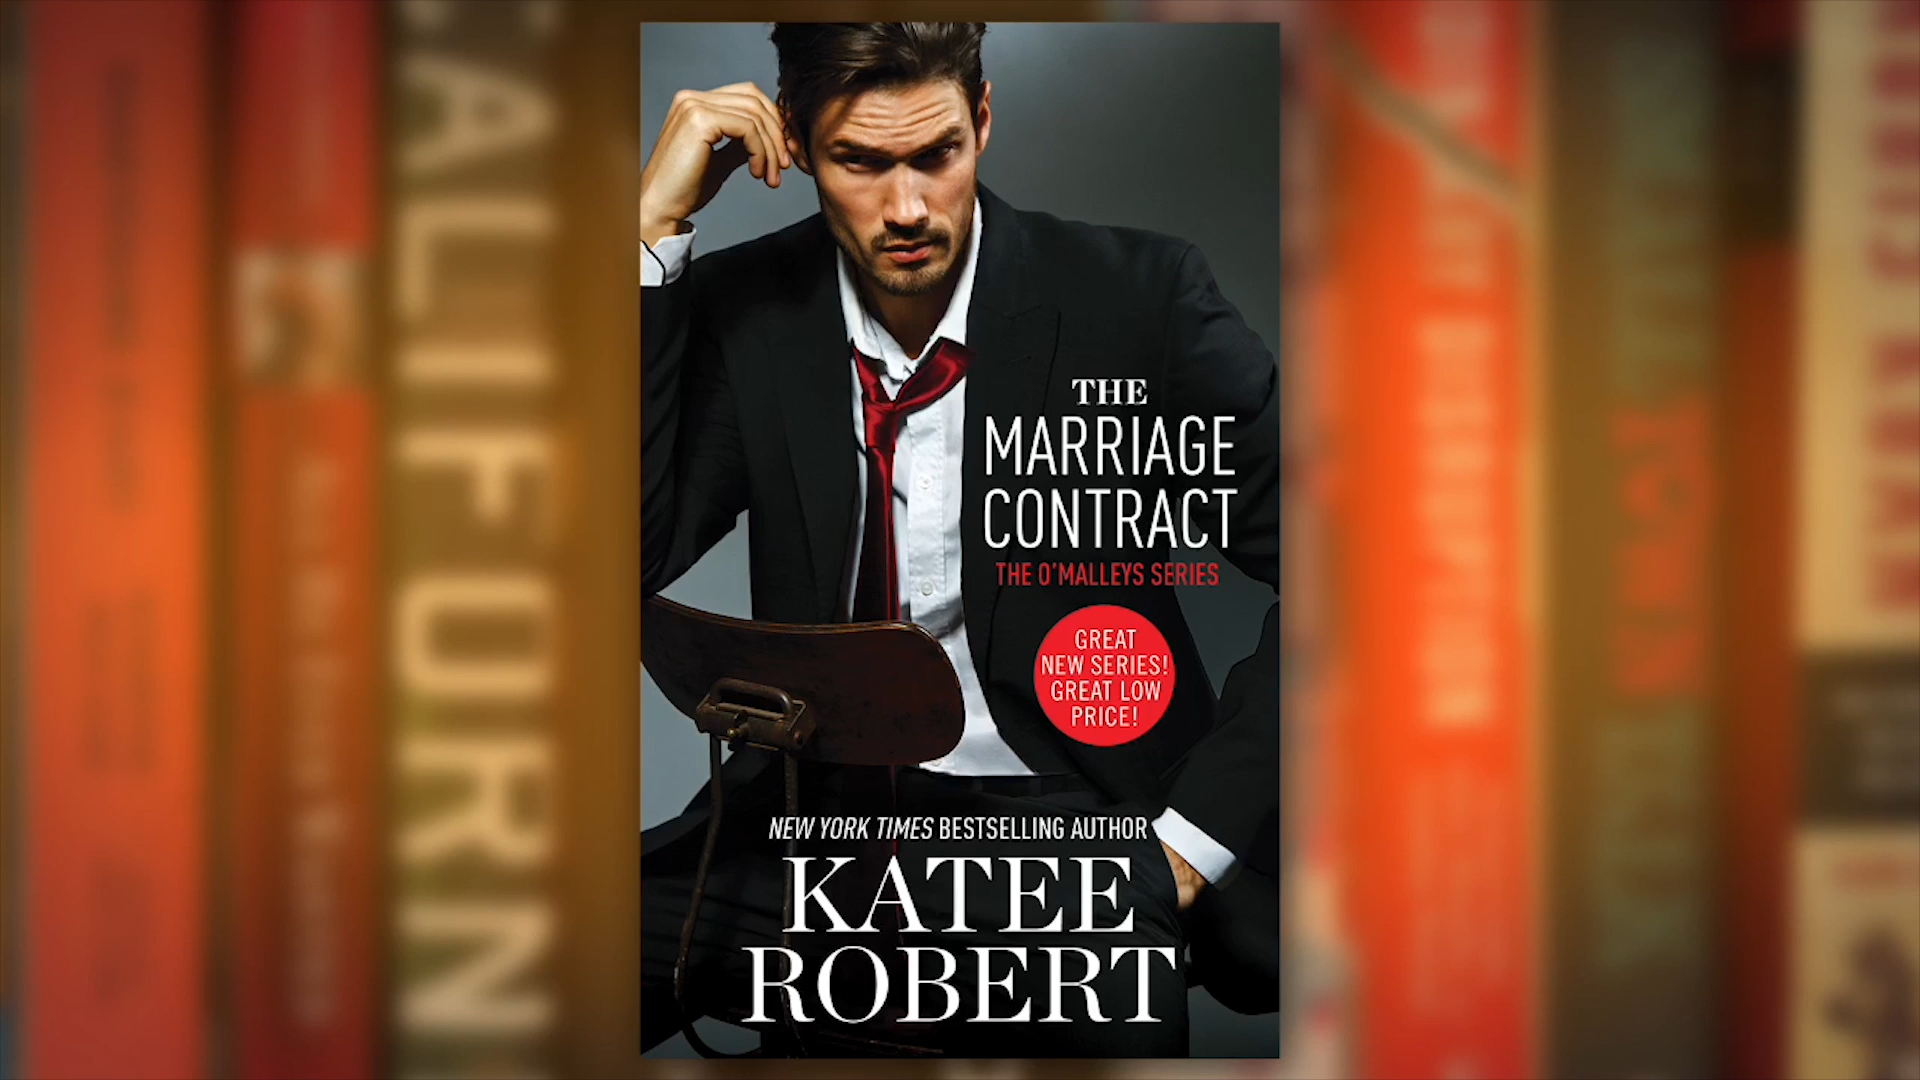 CALIFORN
THE
MARRIAGE
CONTRACT
THE O'MALLEYS SERIES
GREAT
NEW SERIES!
GREAT LOW
PRICE!
NEW YORK TIMES BESTSELLING AUTHOR
KATEE
ROBERT